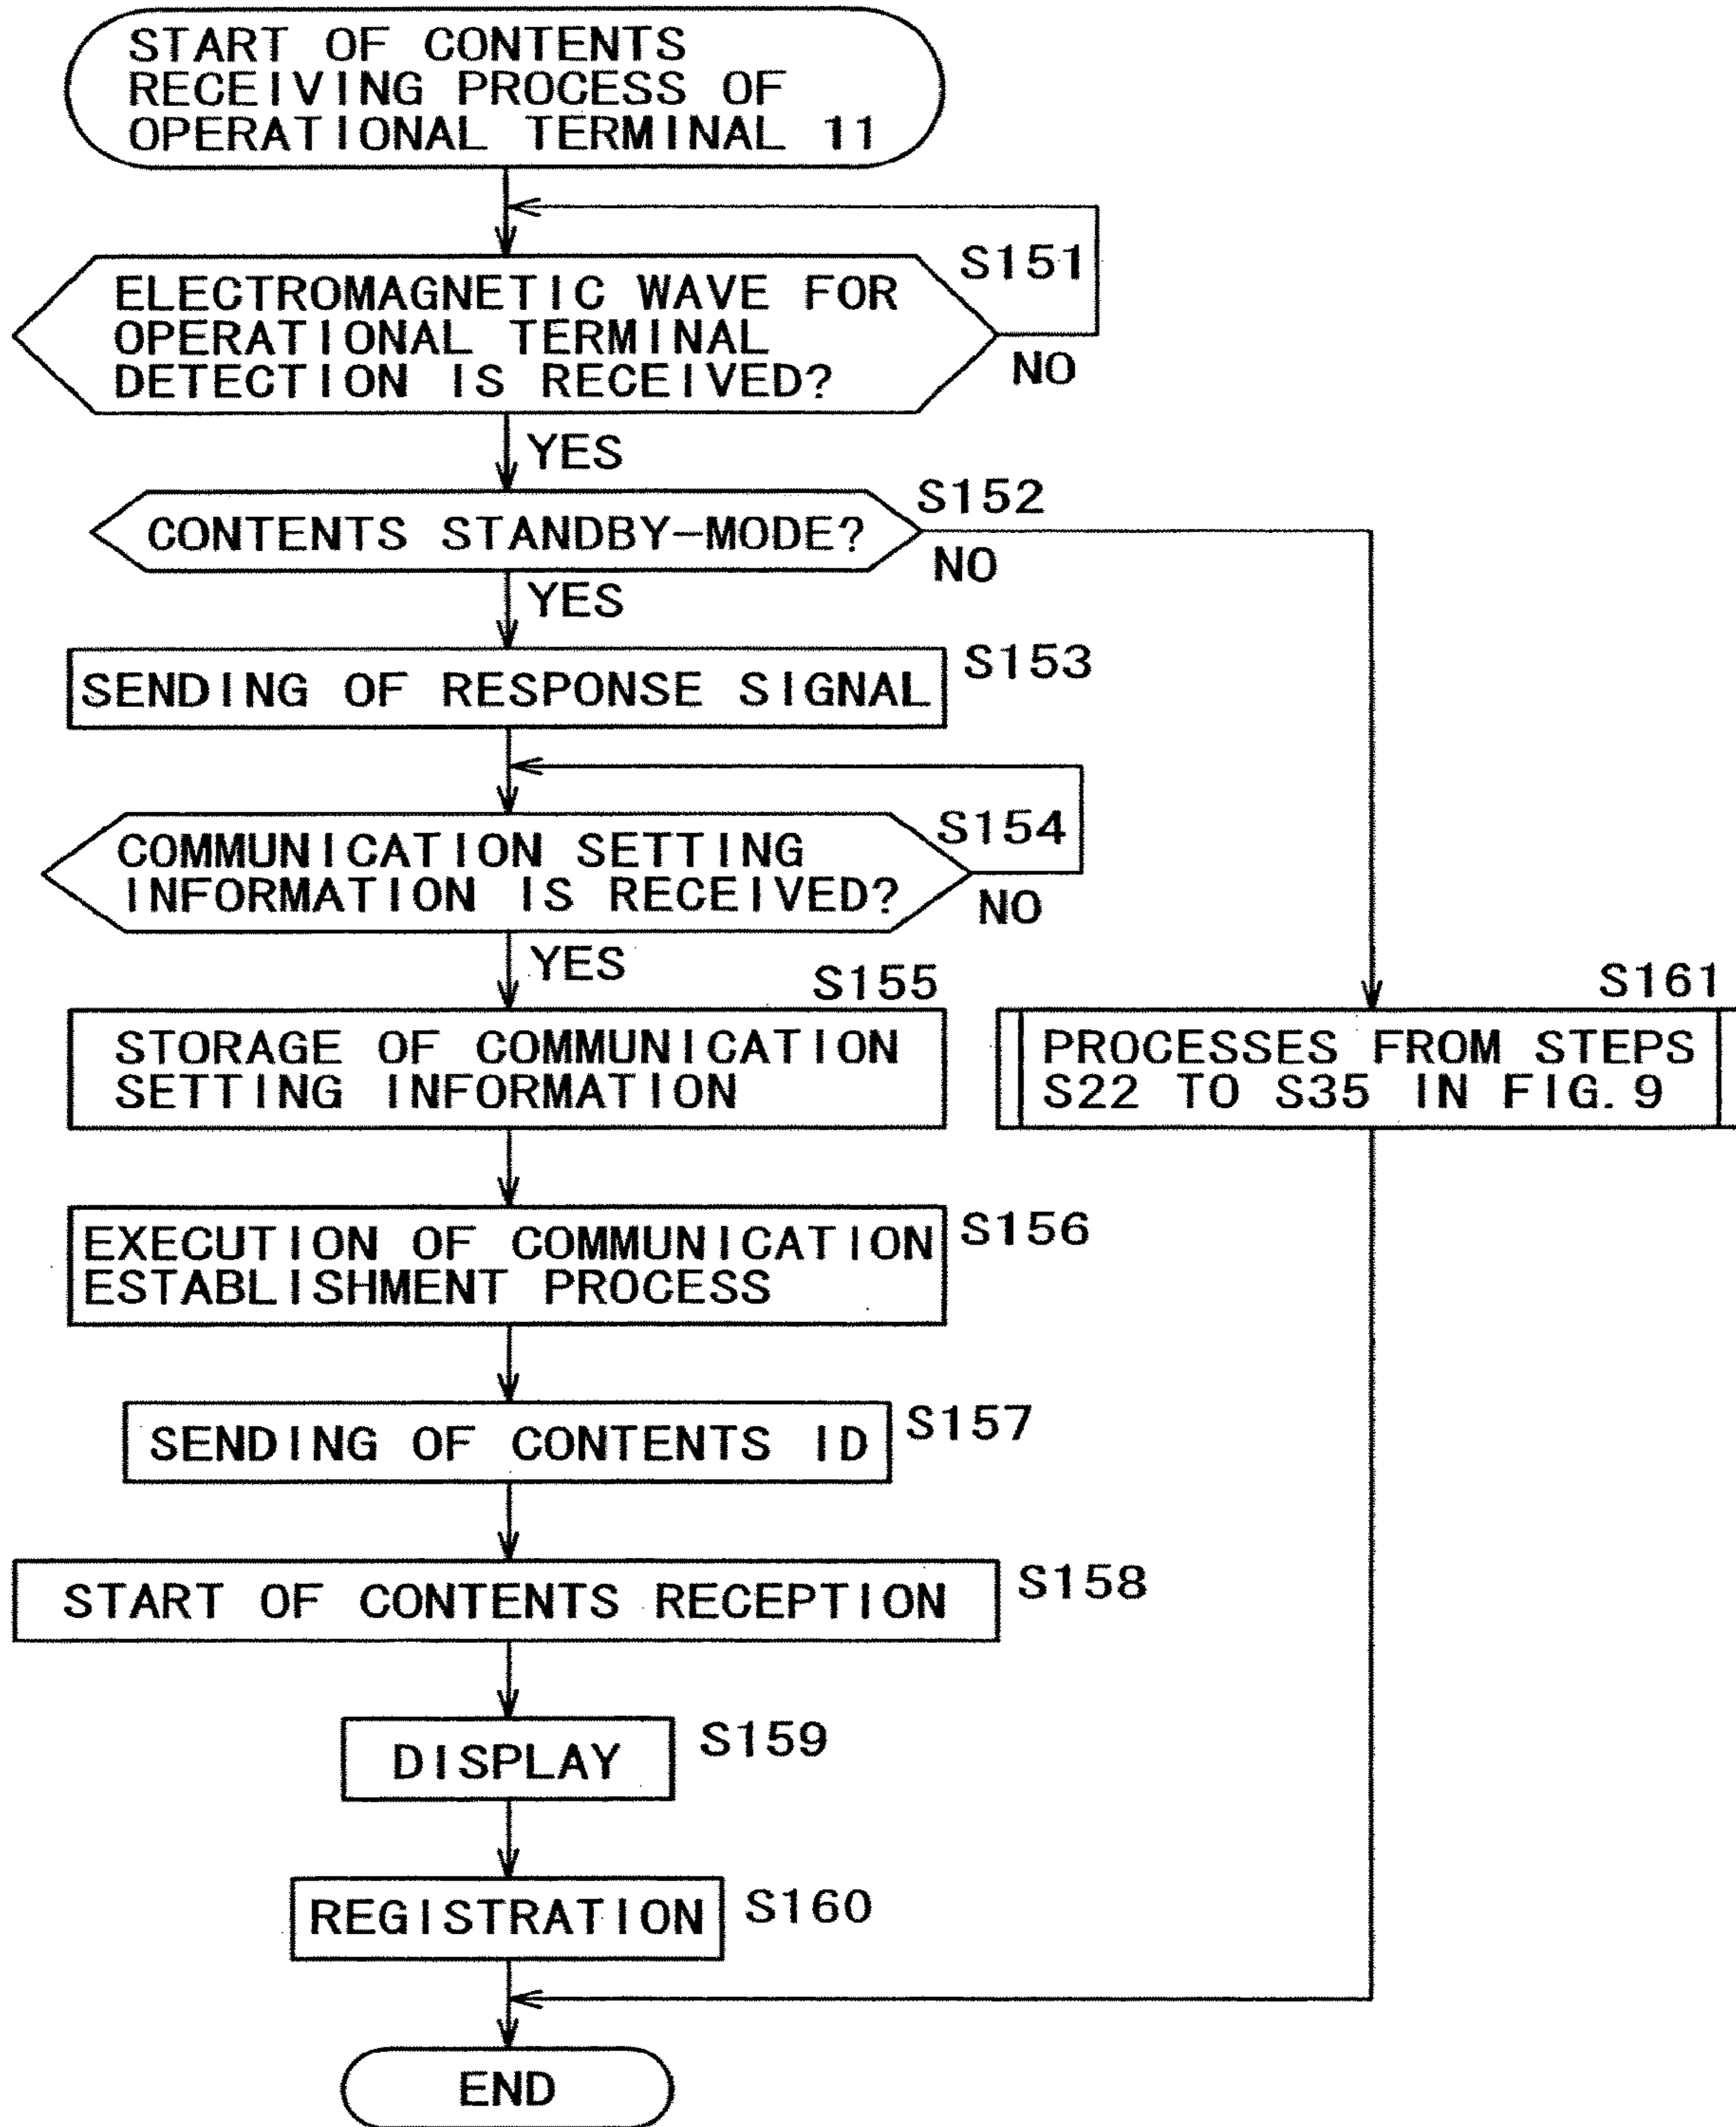 START OF CONTENTS
RECEIVING PROCESS OF
OPERATIONAL TERMINAL 11
S151
ELECTROMAGNETIC WAVE FOR
OPERATIONAL TERMINAL
DETECTION IS RECEIVED?
NO
YES
S152
CONTENTS STANDBY-MODE?
NO
YES
S153
SENDING OF RESPONSE SIGNAL
S154
COMMUNICATION SETTING
INFORMATION IS RECEIVED?
NO
YES
S155
STORAGE OF COMMUNICATION
SETTING INFORMATION
S161
PROCESSES FROM STEPS
S22 TO S35 IN FIG. 9
S156
EXECUTION OF COMMUNICATION
ESTABLISHMENT PROCESS
S157
SENDING OF CONTENTS ID
S158
START OF CONTENTS RECEPTION
S159
DISPLAY
S160
REGISTRATION
END